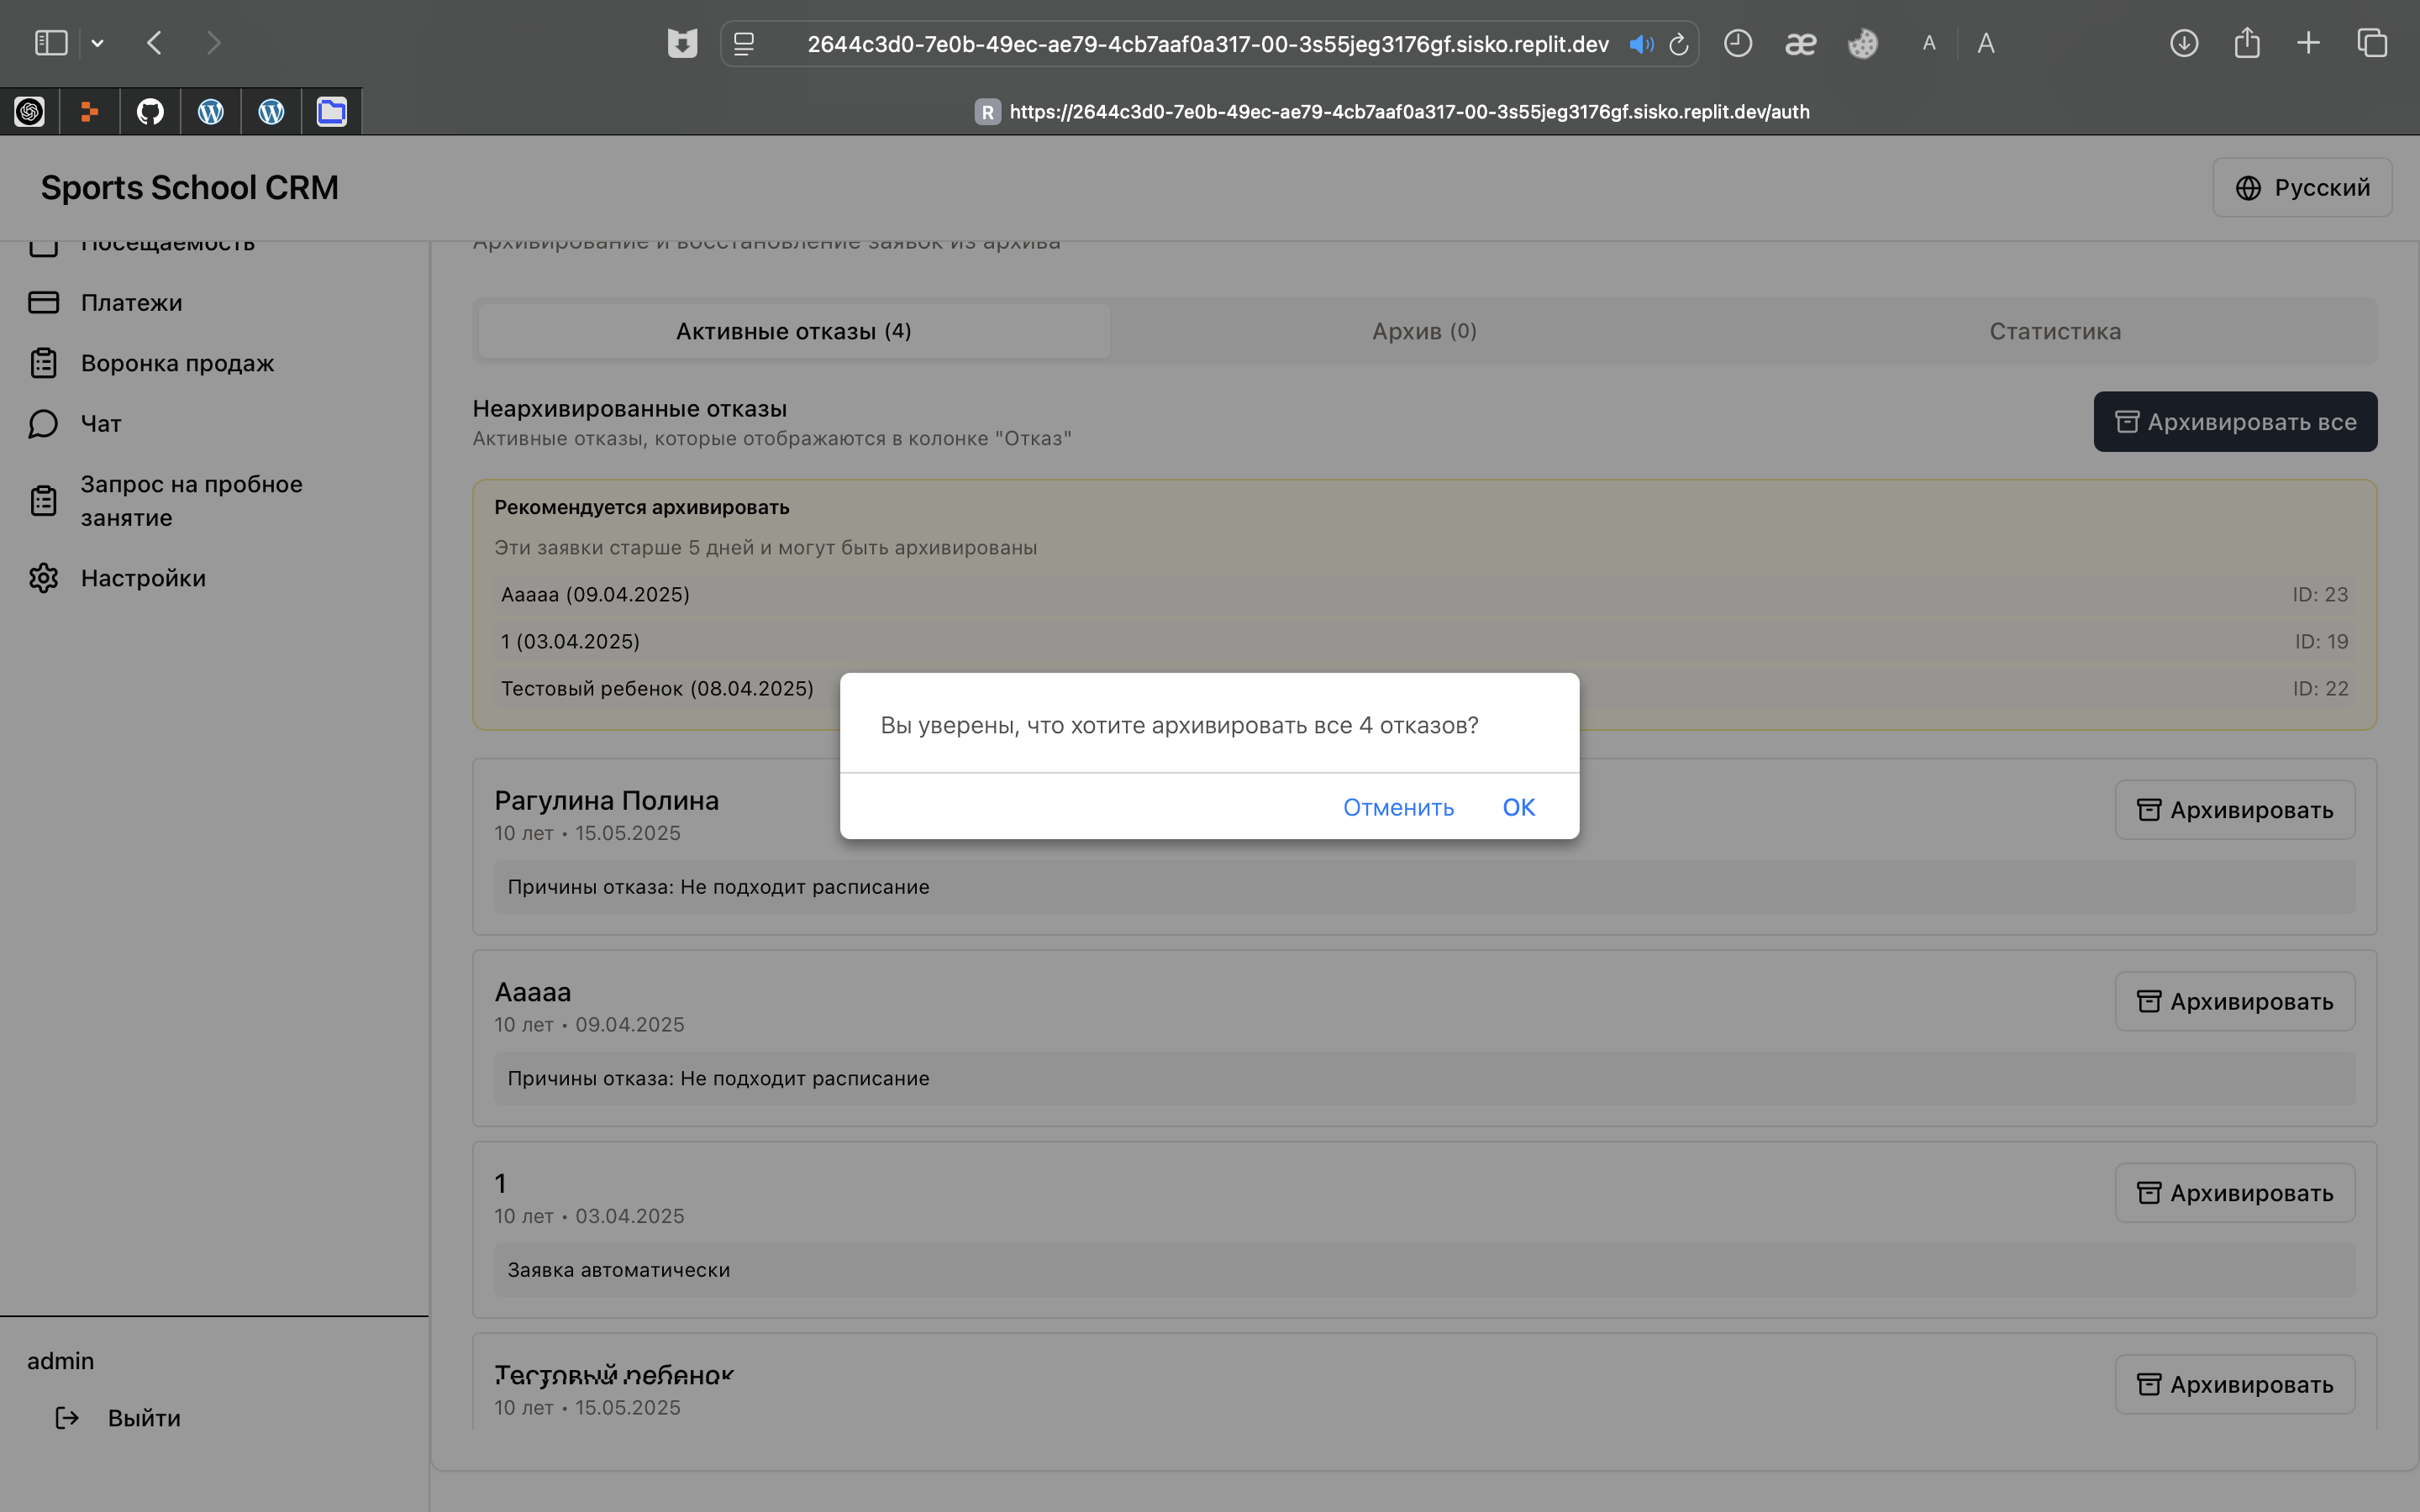 2644c3d0-7e0b-49ec-ae79-4cb7aaf0a317-00-3s55jeg3176gf.sisko.replit.dev
æ
A
A
R https://2644c3d0-7e0b-49ec-ae79-4cb7aaf0a317-00-3s55jeg3176gf.sisko.replit.dev/auth
Sports School CRM
Русский
Посещаемость
Платежи
Воронка продаж
Чат
Запрос на пробное
занятие
Настройки
admin
Выйти
Архивирование и восстановление заявок из архива
Активные отказы (4)
Архив (0)
Статистика
Неархивированные отказы
Активные отказы, которые отображаются в колонке "Отказ"
Архивировать все
Рекомендуется архивировать
Эти заявки старше 5 дней и могут быть архивированы
Ааааа (09.04.2025)
ID: 23
1 (03.04.2025)
ID: 19
Тестовый ребенок (08.04.2025)
ID: 22
Вы уверены, что хотите архивировать все 4 отказов?
Отменить
ОК
Рагулина Полина
10 лет • 15.05.2025
Архивировать
Причины отказа: Не подходит расписание
Ааааа
10 лет • 09.04.2025
Архивировать
Причины отказа: Не подходит расписание
1
10 лет • 03.04.2025
Архивировать
Заявка автоматически
Тестовый ребенок
10 лет • 15.05.2025
Архивировать